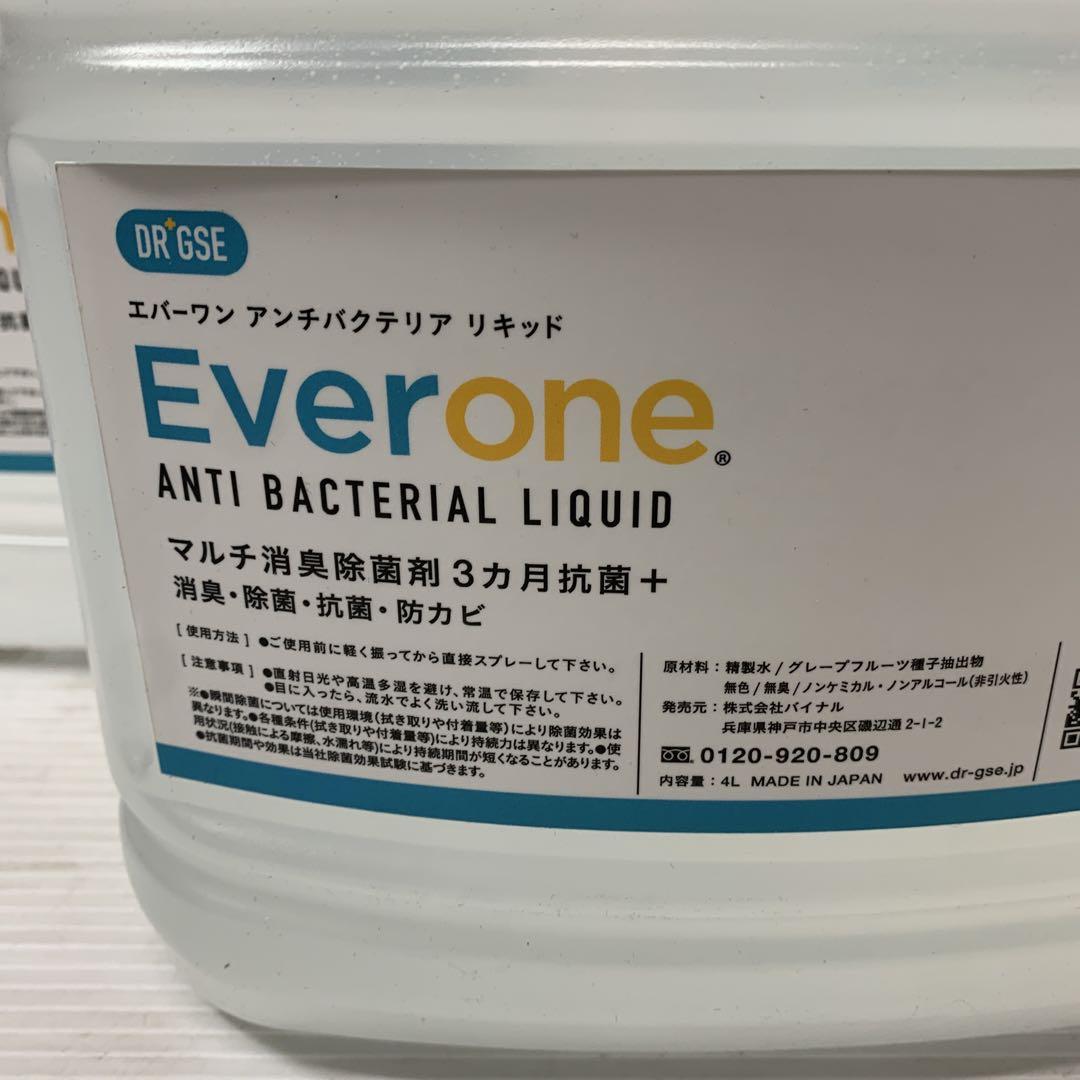 DR+GSE
エバーワン アンチバクテリア リキッド
Everone®
ANTI BACTERIAL LIQUID
マルチ消臭除菌剤3カ月抗菌＋
消臭・除菌・抗菌・防カビ
[ 使用方法 ] ●ご使用前に軽く振ってから直接スプレーして下さい。
[ 注意事項 ] ●直射日光や高温多湿を避け、常温で保存して下さい。
●目に入ったら、流水でよく洗い流して下さい。
※●瞬間除菌については使用環境(拭き取りや付着量等)により除菌効果は
異なります。●各種条件(拭き取りや付着量等)により持続力は異なります。●使
用状況(接触による摩擦、水濡れ等)により持続期間が短くなることがあります。
●抗菌期間や効果は当社除菌効果試験に基づきます。
原材料：精製水/グレープフルーツ種子抽出物
無色/無臭/ノンケミカル・ノンアルコール(非引火性)
発売元：株式会社バイナル
兵庫県神戸市中央区磯辺通2-1-2
0120-920-809
内容量：4L MADE IN JAPAN www.dr-gse.jp